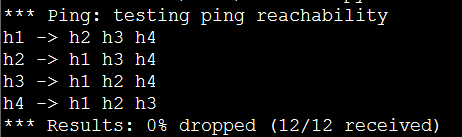 *** Ping: testing ping reachability
h1 -> h2 h3 h4
h2 -> h1 h3 h4
h3 -> h1 h2 h4
h4 -> h1 h2 h3
*** Results: 0% dropped (12/12 received)